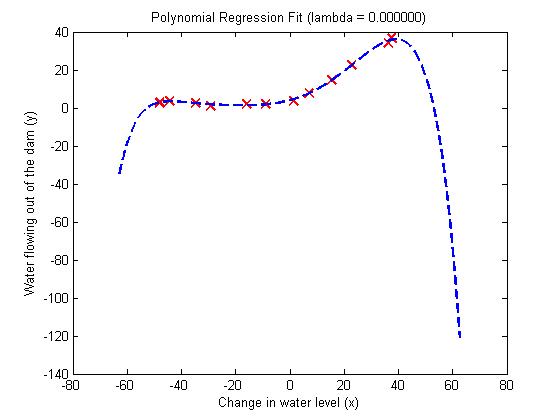 Polynomial Regression Fit (lambda = 0.000000)
40
20
0
-20
-40
-60
-80
-100
-120
-140
Water flowing out of the dam (y)
-80 -60 -40 -20 0 20 40 60 80
Change in water level (x)